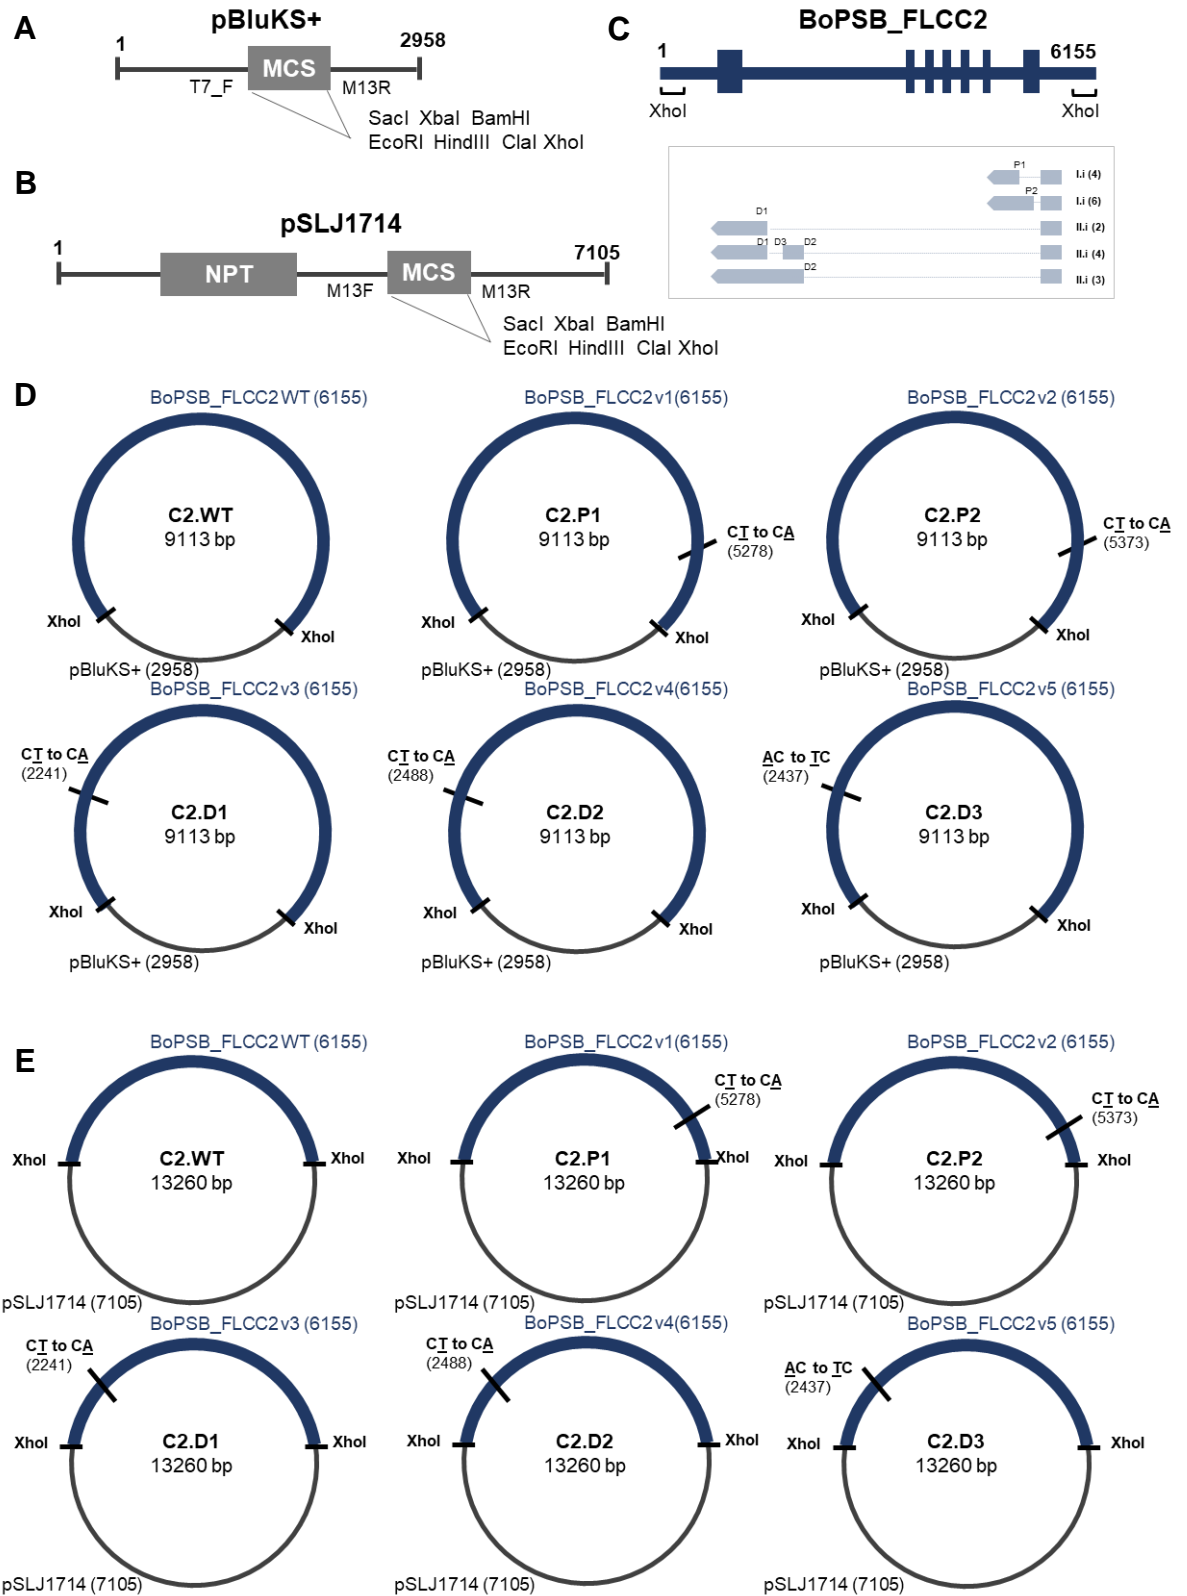 A
pBluKS+
1
2958
MCS
T7_F
M13R
SacI XbaI BamHI
EcoRI HindIII ClaI XhoI
B
pSLJ1714
1
7105
NPT
MCS
M13F
M13R
SacI XbaI BamHI
EcoRI HindIII ClaI XhoI
C
BoPSB_FLCC2
1
6155
XhoI
XhoI
P1
I.i (4)
P2
I.i (6)
D1
II.i (2)
D1 D3 D2
II.i (4)
D2
II.i (3)
D
BoPSB_FLCC2 WT (6155)
C2.WT
9113 bp
XhoI
XhoI
pBluKS+ (2958)
BoPSB_FLCC2 v1(6155)
C2.P1
9113 bp
CT to CA
(5278)
XhoI
XhoI
pBluKS+ (2958)
BoPSB_FLCC2 v2 (6155)
C2.P2
9113 bp
CT to CA
(5373)
XhoI
XhoI
pBluKS+ (2958)
BoPSB_FLCC2 v3 (6155)
CT to CA
(2241)
C2.D1
9113 bp
XhoI
XhoI
pBluKS+ (2958)
BoPSB_FLCC2 v4(6155)
CT to CA
(2488)
C2.D2
9113 bp
XhoI
XhoI
pBluKS+ (2958)
BoPSB_FLCC2 v5 (6155)
AC to TC
(2437)
C2.D3
9113 bp
XhoI
XhoI
pBluKS+ (2958)
E
BoPSB_FLCC2 WT (6155)
C2.WT
13260 bp
XhoI
XhoI
pSLJ1714 (7105)
BoPSB_FLCC2 v1(6155)
CT to CA
(5278)
C2.P1
13260 bp
XhoI
XhoI
pSLJ1714 (7105)
BoPSB_FLCC2 v2 (6155)
CT to CA
(5373)
C2.P2
13260 bp
XhoI
XhoI
pSLJ1714 (7105)
BoPSB_FLCC2 v3 (6155)
CT to CA
(2241)
C2.D1
13260 bp
XhoI
XhoI
pSLJ1714 (7105)
BoPSB_FLCC2 v4(6155)
CT to CA
(2488)
C2.D2
13260 bp
XhoI
XhoI
pSLJ1714 (7105)
BoPSB_FLCC2 v5 (6155)
AC to TC
(2437)
C2.D3
13260 bp
XhoI
XhoI
pSLJ1714 (7105)